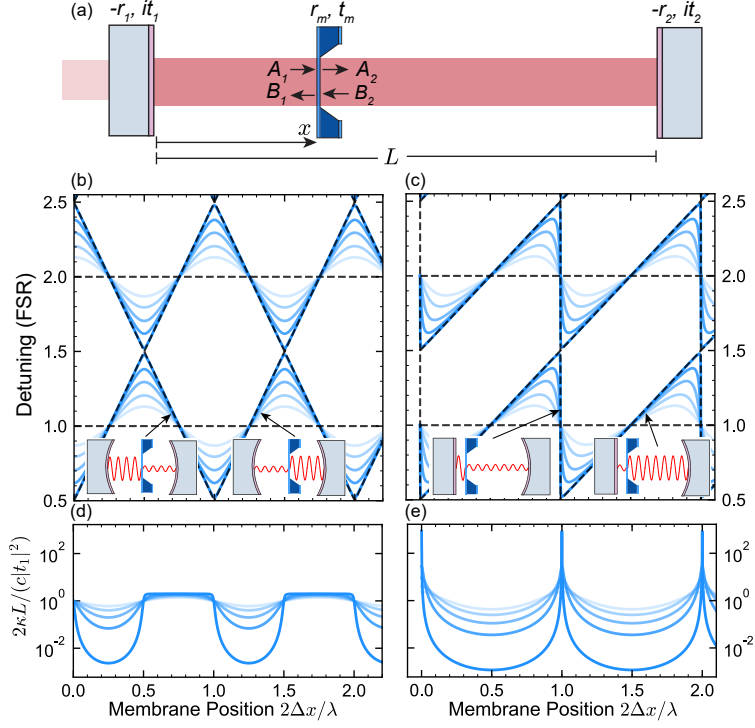 (a)
-r₁, it₁
rₘ, tₘ
-r₂, it₂
A₁ A₂
B₁ B₂
x
L
(b) (c)
Detuning (FSR)
2.5
2.0
1.5
1.0
0.5
2.5
2.0
1.5
1.0
0.5
(d) (e)
2κL/(c|t₁|²)
10²
10⁰
10⁻²
10²
10⁰
10⁻²
0.0 0.5 1.0 1.5 2.0
Membrane Position 2Δx/λ
0.0 0.5 1.0 1.5 2.0
Membrane Position 2Δx/λ